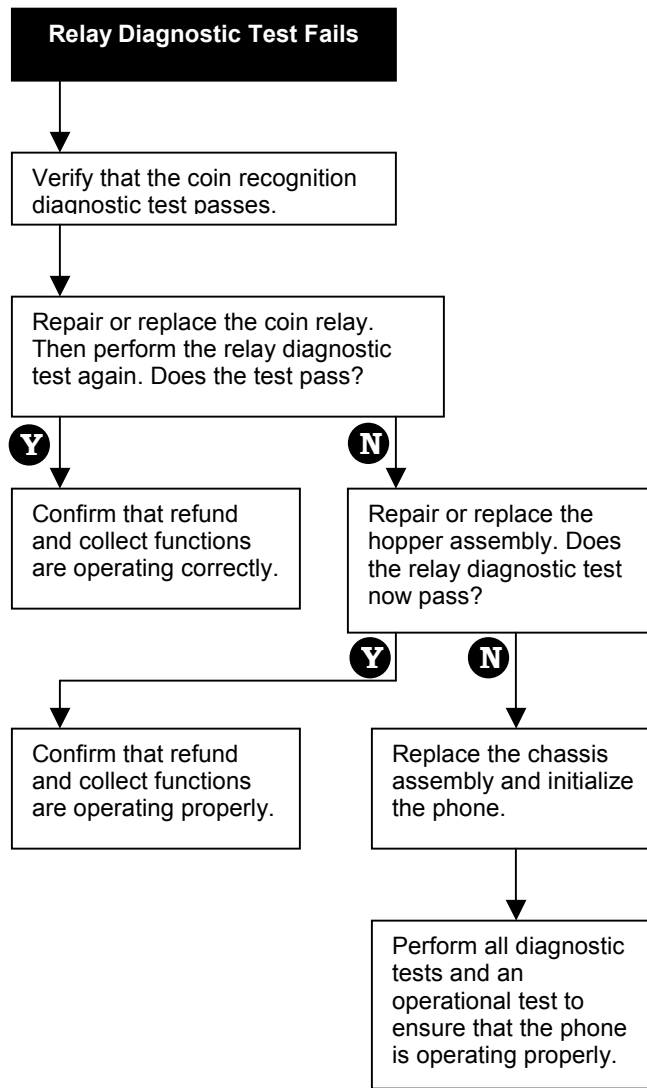 Relay Diagnostic Test Fails
Verify that the coin recognition
diagnostic test passes.
Repair or replace the coin relay.
Then perform the relay diagnostic
test again. Does the test pass?
Y
N
Confirm that refund
and collect functions
are operating correctly.
Repair or replace the
hopper assembly. Does
the relay diagnostic test
now pass?
Y
N
Confirm that refund
and collect functions
are operating properly.
Replace the chassis
assembly and initialize
the phone.
Perform all diagnostic
tests and an
operational test to
ensure that the phone
is operating properly.